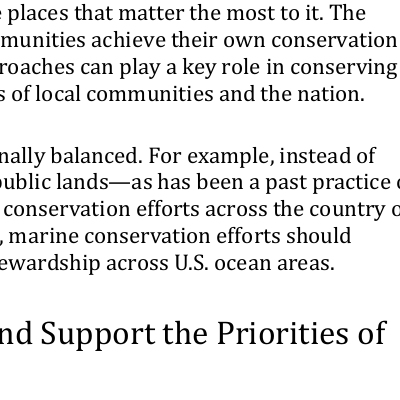 places that matter the most to it. The
munities achieve their own conservation
roaches can play a key role in conserving
s of local communities and the nation.
nally balanced. For example, instead of
public lands—as has been a past practice
conservation efforts across the country
, marine conservation efforts should
ewardship across U.S. ocean areas.
nd Support the Priorities of